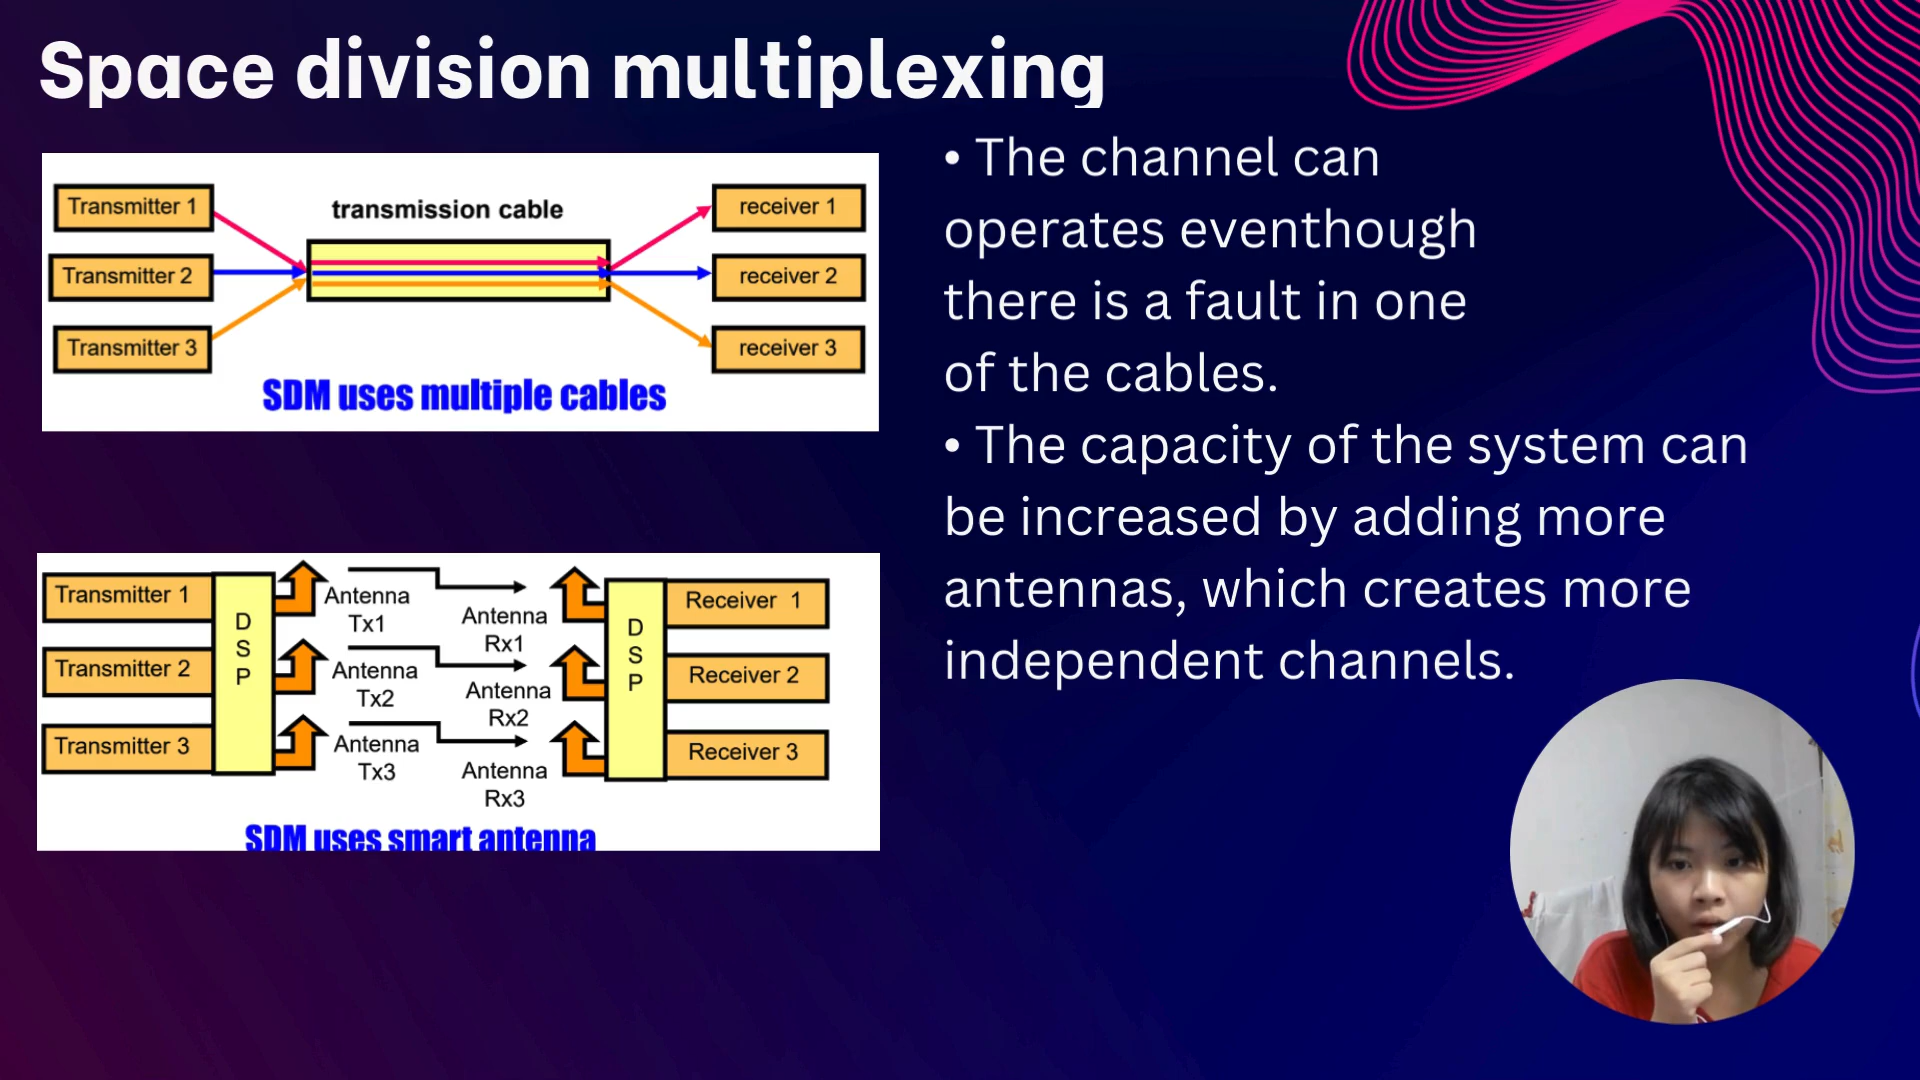 Space division multiplexing
Transmitter 1
transmission cable
receiver 1
Transmitter 2
receiver 2
Transmitter 3
receiver 3
SDM uses multiple cables
• The channel can
operates eventhough
there is a fault in one
of the cables.
• The capacity of the system can
be increased by adding more
antennas, which creates more
independent channels.
Transmitter 1
Transmitter 2
Transmitter 3
D
S
P
Antenna
Tx1
Antenna
Rx1
Antenna
Tx2
Antenna
Rx2
Antenna
Tx3
Antenna
Rx3
D
S
P
Receiver 1
Receiver 2
Receiver 3
SDM uses smart antenna